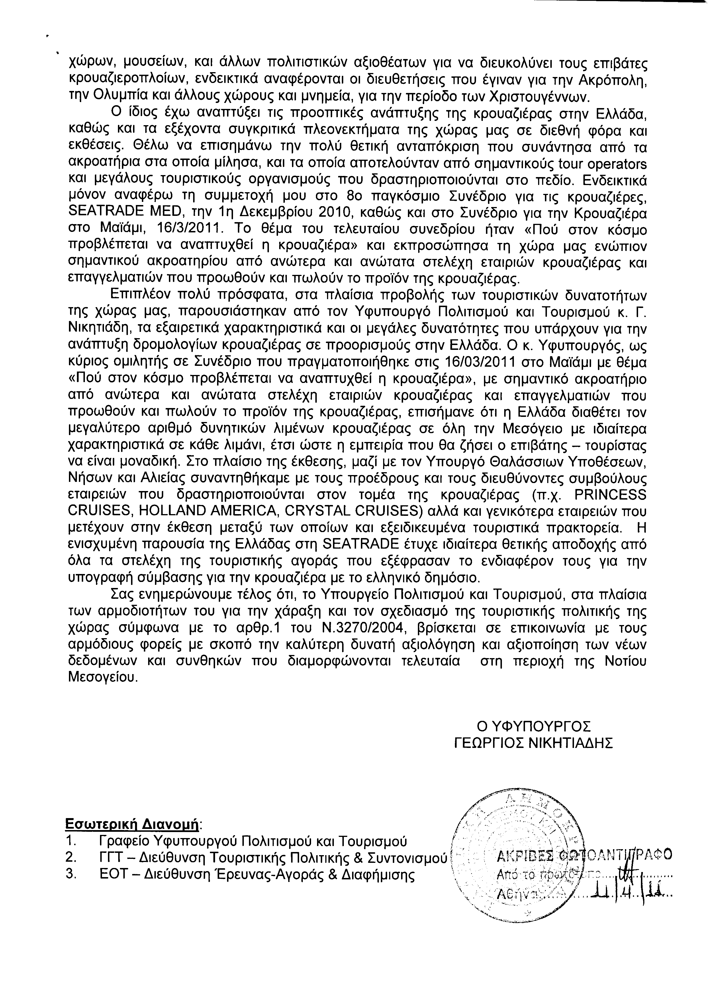 χώρων, μουσείων, και άλλων πολιτιστικών αξιοθέατων για να διευκολύνει τους επιβάτες
κρουαζιεροπλοίων, ενδεικτικά αναφέρονται οι διευθετήσεις που έγιναν για την Ακρόπολη,
την Ολυμπία και άλλους χώρους και μνημεία, για την περίοδο των Χριστουγέννων.
Ο ίδιος έχω αναπτύξει τις προοπτικές ανάπτυξης της κρουαζιέρας στην Ελλάδα,
καθώς και τα εξέχοντα συγκριτικά πλεονεκτήματα της χώρας μας σε διεθνή φόρα και
εκθέσεις. Θέλω να επισημάνω την πολύ θετική ανταπόκριση που συνάντησα από τα
ακροατήρια στα οποία μίλησα, και τα οποία αποτελούνταν από σημαντικούς tour operators
και μεγάλους τουριστικούς οργανισμούς που δραστηριοποιούνται στο πεδίο. Ενδεικτικά
μόνον αναφέρω τη συμμετοχή μου στο 8ο παγκόσμιο Συνέδριο για τις κρουαζιέρες,
SEATRADE MED, την 1η Δεκεμβρίου 2010, καθώς και στο Συνέδριο για την Κρουαζιέρα
στο Μαϊάμι, 16/3/2011. Το θέμα του τελευταίου συνεδρίου ήταν «Πού στον κόσμο
προβλέπεται να αναπτυχθεί η κρουαζιέρα» και εκπροσώπησα τη χώρα μας ενώπιον
σημαντικού ακροατηρίου από ανώτερα και ανώτατα στελέχη εταιριών κρουαζιέρας και
επαγγελματιών που προωθούν και πωλούν το προϊόν της κρουαζιέρας.
Επιπλέον πολύ πρόσφατα, στα πλαίσια προβολής των τουριστικών δυνατοτήτων
της χώρας μας, παρουσιάστηκαν από τον Υφυπουργό Πολιτισμού και Τουρισμού κ. Γ.
Νικητιάδη, τα εξαιρετικά χαρακτηριστικά και οι μεγάλες δυνατότητες που υπάρχουν για την
ανάπτυξη δρομολογίων κρουαζιέρας σε προορισμούς στην Ελλάδα. Ο κ. Υφυπουργός, ως
κύριος ομιλητής σε Συνέδριο που πραγματοποιήθηκε στις 16/03/2011 στο Μαϊάμι με θέμα
«Πού στον κόσμο προβλέπεται να αναπτυχθεί η κρουαζιέρα», με σημαντικό ακροατήριο
από ανώτερα και ανώτατα στελέχη εταιριών κρουαζιέρας και επαγγελματιών που
προωθούν και πωλούν το προϊόν της κρουαζιέρας, επισήμανε ότι η Ελλάδα διαθέτει τον
μεγαλύτερο αριθμό δυνητικών λιμένων κρουαζιέρας σε όλη την Μεσόγειο με ιδιαίτερα
χαρακτηριστικά σε κάθε λιμάνι, έτσι ώστε η εμπειρία που θα ζήσει ο επιβάτης – τουρίστας
να είναι μοναδική. Στο πλαίσιο της έκθεσης, μαζί με τον Υπουργό Θαλάσσιων Υποθέσεων,
Νήσων και Αλιείας συναντηθήκαμε με τους προέδρους και τους διευθύνοντες συμβούλους
εταιρειών που δραστηριοποιούνται στον τομέα της κρουαζιέρας (π.χ. PRINCESS
CRUISES, HOLLAND AMERICA, CRYSTAL CRUISES) αλλά και γενικότερα εταιρειών που
μετέχουν στην έκθεση μεταξύ των οποίων και εξειδικευμένα τουριστικά πρακτορεία. Η
ενισχυμένη παρουσία της Ελλάδας στη SEATRADE έτυχε ιδιαίτερα θετικής αποδοχής από
όλα τα στελέχη της τουριστικής αγοράς που εξέφρασαν το ενδιαφέρον τους για την
υπογραφή σύμβασης για την κρουαζιέρα με το ελληνικό δημόσιο.
Σας ενημερώνουμε τέλος ότι, το Υπουργείο Πολιτισμού και Τουρισμού, στα πλαίσια
των αρμοδιοτήτων του για την χάραξη και τον σχεδιασμό της τουριστικής πολιτικής της
χώρας σύμφωνα με το αρθρ.1 του Ν.3270/2004, βρίσκεται σε επικοινωνία με τους
αρμόδιους φορείς με σκοπό την καλύτερη δυνατή αξιολόγηση και αξιοποίηση των νέων
δεδομένων και συνθηκών που διαμορφώνονται τελευταία στη περιοχή της Νοτίου
Μεσογείου.
Ο ΥΦΥΠΟΥΡΓΟΣ
ΓΕΩΡΓΙΟΣ ΝΙΚΗΤΙΑΔΗΣ
Εσωτερική Διανομή:
1. Γραφείο Υφυπουργού Πολιτισμού και Τουρισμού
2. ΓΓΤ – Διεύθυνση Τουριστικής Πολιτικής & Συντονισμού
3. ΕΟΤ – Διεύθυνση Έρευνας-Αγοράς & Διαφήμισης
ΑΚΡΙΒΕΣ ΦΩΤΟΑΝΤΙΓΡΑΦΟ
Από το πρωτότυπο
Αθήνα, 11/4/11